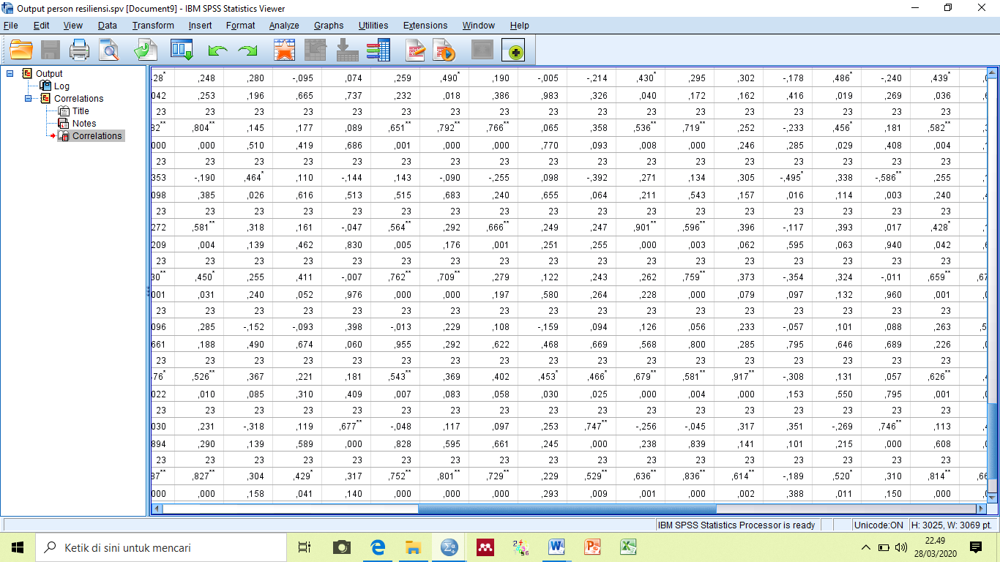 Output person resiliensi.spv [Document9] - IBM SPSS Statistics Viewer
File Edit View Data Transform Insert Format Analyze Graphs Utilities Extensions Window Help
Output
Log
Correlations
Title
Notes
Correlations
28* ,248 ,280 -,095 ,074 ,259 ,490* ,190 -,005 -,214 ,430* ,295 ,302 -,178 ,486* -,240 ,439*
042 ,253 ,196 ,665 ,737 ,232 ,018 ,386 ,983 ,326 ,040 ,172 ,162 ,416 ,019 ,269 ,036
23 23 23 23 23 23 23 23 23 23 23 23 23 23 23 23 23
82** ,804** ,145 ,177 ,089 ,651** ,792** ,766** ,065 ,358 ,536** ,719** ,252 -,233 ,456* ,181 ,582**
000 ,000 ,510 ,419 ,686 ,001 ,000 ,000 ,770 ,093 ,008 ,000 ,246 ,285 ,029 ,408 ,004
23 23 23 23 23 23 23 23 23 23 23 23 23 23 23 23 23
353 -,190 ,464* ,110 -,144 ,143 -,090 -,255 ,098 -,392 ,271 ,134 ,305 -,495* ,338 -,586** ,255
098 ,385 ,026 ,616 ,513 ,515 ,683 ,240 ,655 ,064 ,211 ,543 ,157 ,016 ,114 ,003 ,240
23 23 23 23 23 23 23 23 23 23 23 23 23 23 23 23 23
272 ,581** ,318 ,161 -,047 ,564** ,292 ,666** ,249 ,247 ,901** ,596** ,396 -,117 ,393 ,017 ,428*
209 ,004 ,139 ,462 ,830 ,005 ,176 ,001 ,251 ,255 ,000 ,003 ,062 ,595 ,063 ,940 ,042
23 23 23 23 23 23 23 23 23 23 23 23 23 23 23 23 23
30** ,450* ,255 ,411 -,007 ,762** ,709** ,279 ,122 ,243 ,262 ,759** ,373 -,354 ,324 -,011 ,659** ,67
001 ,031 ,240 ,052 ,976 ,000 ,000 ,197 ,580 ,264 ,228 ,000 ,079 ,097 ,132 ,960 ,001
23 23 23 23 23 23 23 23 23 23 23 23 23 23 23 23 23
096 ,285 -,152 -,093 ,398 -,013 ,229 ,108 -,159 ,094 ,126 ,056 ,233 -,057 ,101 ,088 ,263
661 ,188 ,490 ,674 ,060 ,955 ,292 ,622 ,468 ,669 ,568 ,800 ,285 ,795 ,646 ,689 ,226
23 23 23 23 23 23 23 23 23 23 23 23 23 23 23 23 23
76* ,526** ,367 ,221 ,181 ,543** ,369 ,402 ,453* ,466* ,679** ,581** ,917** -,308 ,131 ,057 ,626**
022 ,010 ,085 ,310 ,409 ,007 ,083 ,058 ,030 ,025 ,000 ,004 ,000 ,153 ,550 ,795 ,001
23 23 23 23 23 23 23 23 23 23 23 23 23 23 23 23 23
030 ,231 -,318 ,119 ,677** -,048 ,117 ,097 ,253 ,747** -,256 -,045 ,317 ,351 -,269 ,746** ,113
894 ,290 ,139 ,589 ,000 ,828 ,595 ,661 ,245 ,000 ,238 ,839 ,141 ,101 ,215 ,000 ,608
23 23 23 23 23 23 23 23 23 23 23 23 23 23 23 23 23
87** ,827** ,304 ,429* ,317 ,752** ,801** ,729** ,229 ,529** ,636** ,836** ,614** -,189 ,520* ,310 ,814**
000 ,000 ,158 ,041 ,140 ,000 ,000 ,000 ,293 ,009 ,001 ,000 ,002 ,388 ,011 ,150 ,000
IBM SPSS Statistics Processor is ready Unicode:ON H: 3025, W: 3069 pt.
Ketik di sini untuk mencari
22.49
28/03/2020